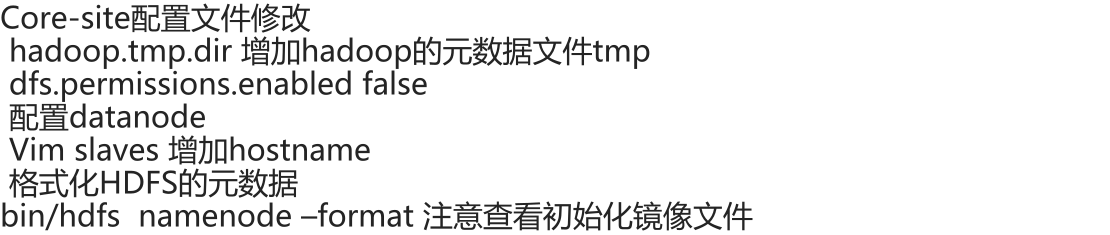 Core-site配置文件修改
hadoop.tmp.dir 增加hadoop的元数据文件tmp
dfs.permissions.enabled false
配置datanode
Vim slaves 增加hostname
格式化HDFS的元数据
bin/hdfs  namenode –format 注意查看初始化镜像文件